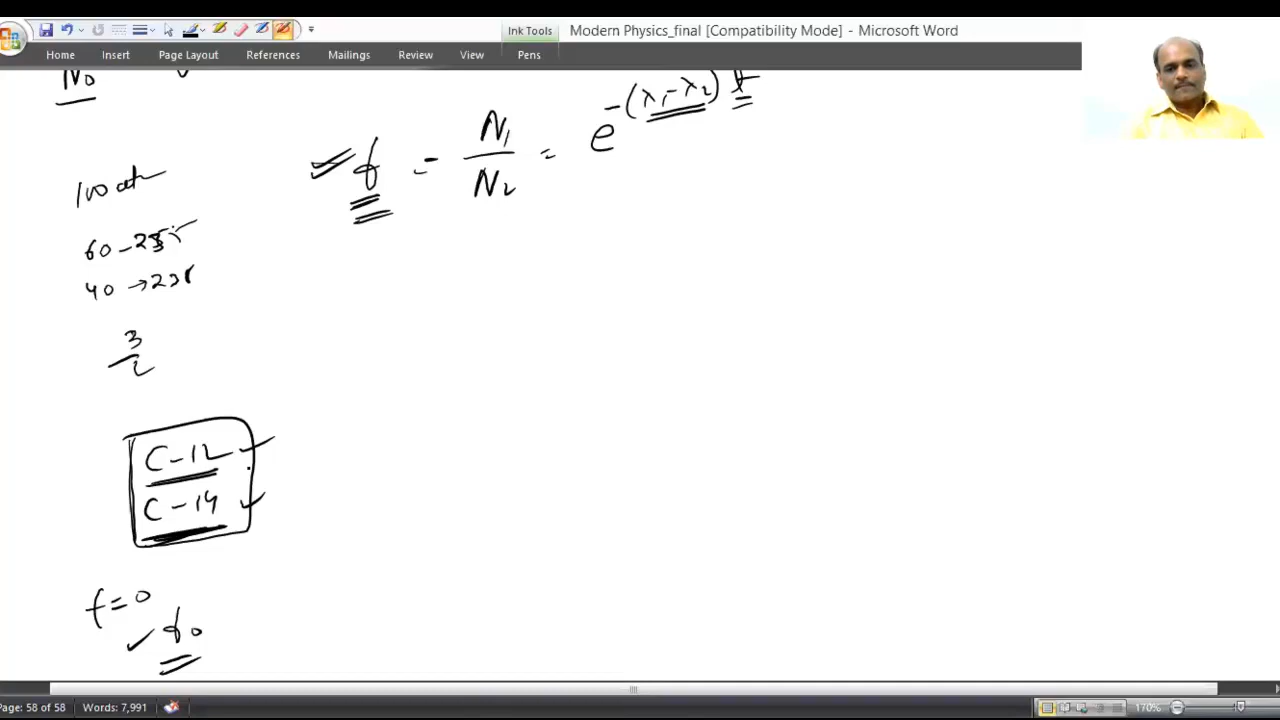 Ink Tools
Modern Physics_final [Compatibility Mode] - Microsoft Word
Home Insert Page Layout References Mailings Review View Pens
N0
f = N1/N2 = e^-(λ1-λ2)t
100
60 - 235
40 → 238
3/2
C-12
C-14
t=0
f0
Page: 58 of 58 Words: 7,991 170%